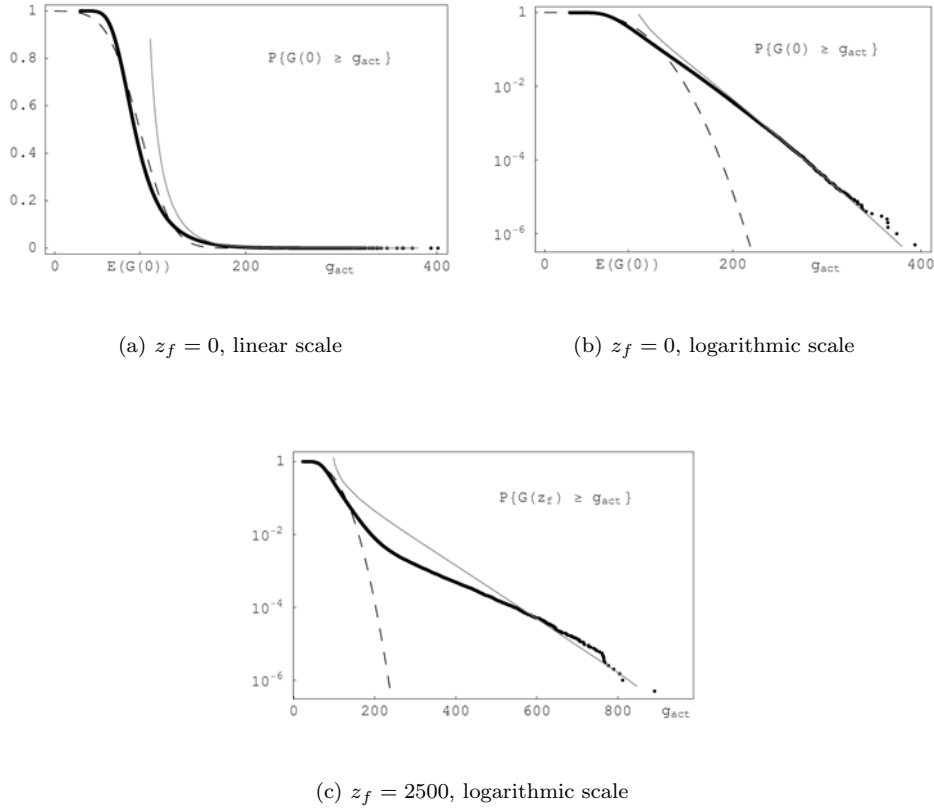 1
0.8
0.6
0.4
0.2
0
P{G(0) ≥ g_act}
0 E(G(0)) 200 g_act 400
(a) z_f = 0, linear scale
1
10^-2
10^-4
10^-6
P{G(0) ≥ g_act}
0 E(G(0)) 200 g_act 400
(b) z_f = 0, logarithmic scale
1
10^-2
10^-4
10^-6
P{G(z_f) ≥ g_act}
0 200 400 600 800 g_act
(c) z_f = 2500, logarithmic scale